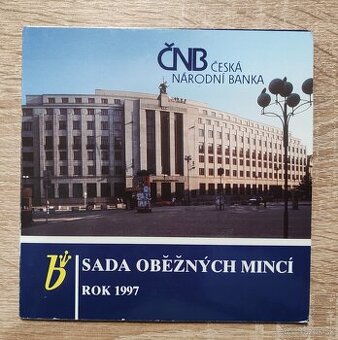 ČNB ČESKÁ
NÁRODNÍ BANKA
b
SADA OBĚŽNÝCH MINCÍ
ROK 1997